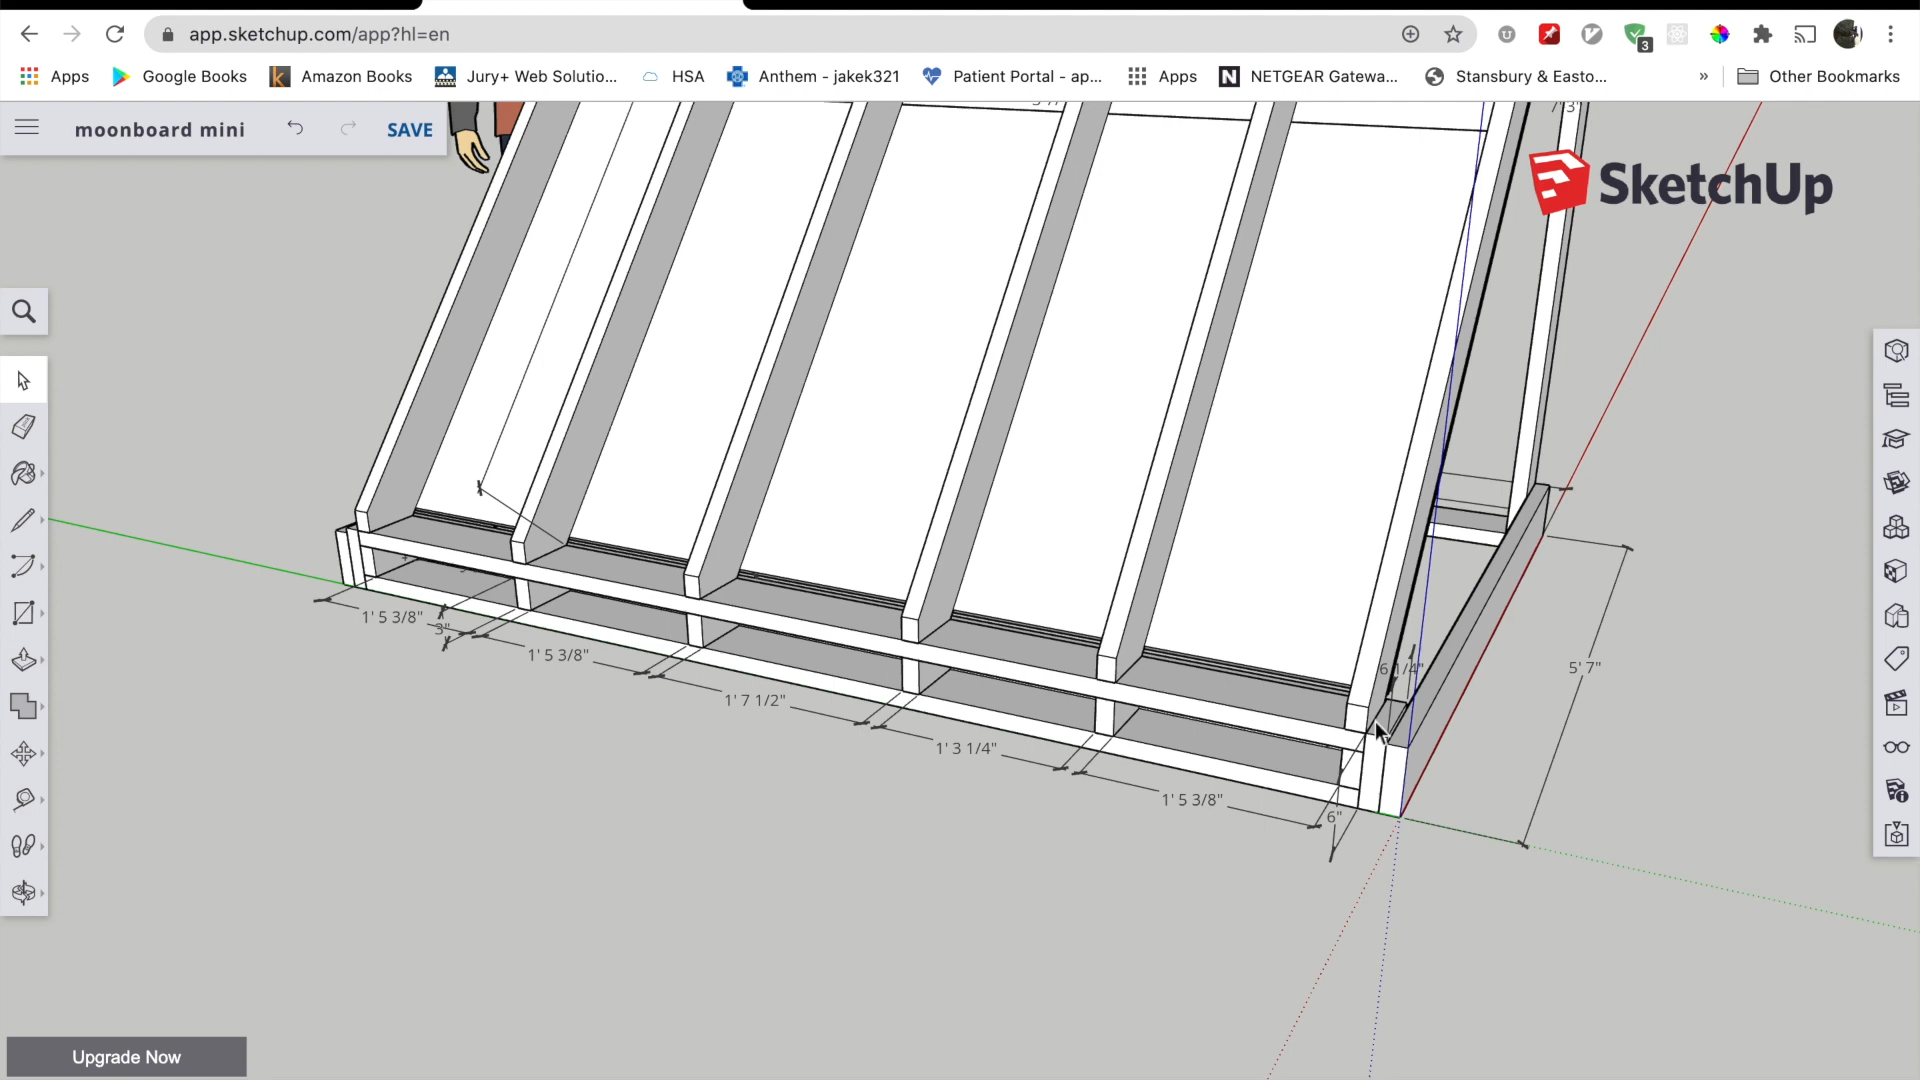 app.sketchup.com/app?hl=en
3
Apps Google Books Amazon Books Jury+ Web Solutio... HSA Anthem - jakek321 Patient Portal - ap... Apps NETGEAR Gatewa... Stansbury & Easto... » Other Bookmarks
moonboard mini SAVE
7' 3"
SketchUp
1' 5 3/8"
3"
1' 5 3/8"
1' 7 1/2"
1' 3 1/4"
1' 5 3/8"
6"
6 1/4"
5' 7"
Upgrade Now